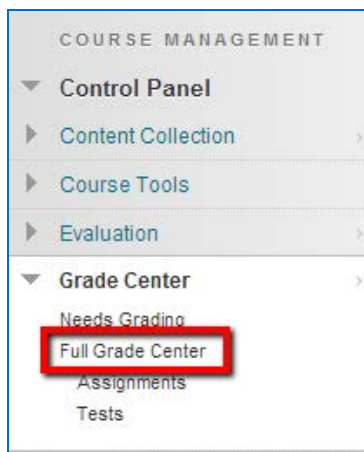 COURSE MANAGEMENT
Control Panel
Content Collection
Course Tools
Evaluation
Grade Center
Needs Grading
Full Grade Center
Assignments
Tests